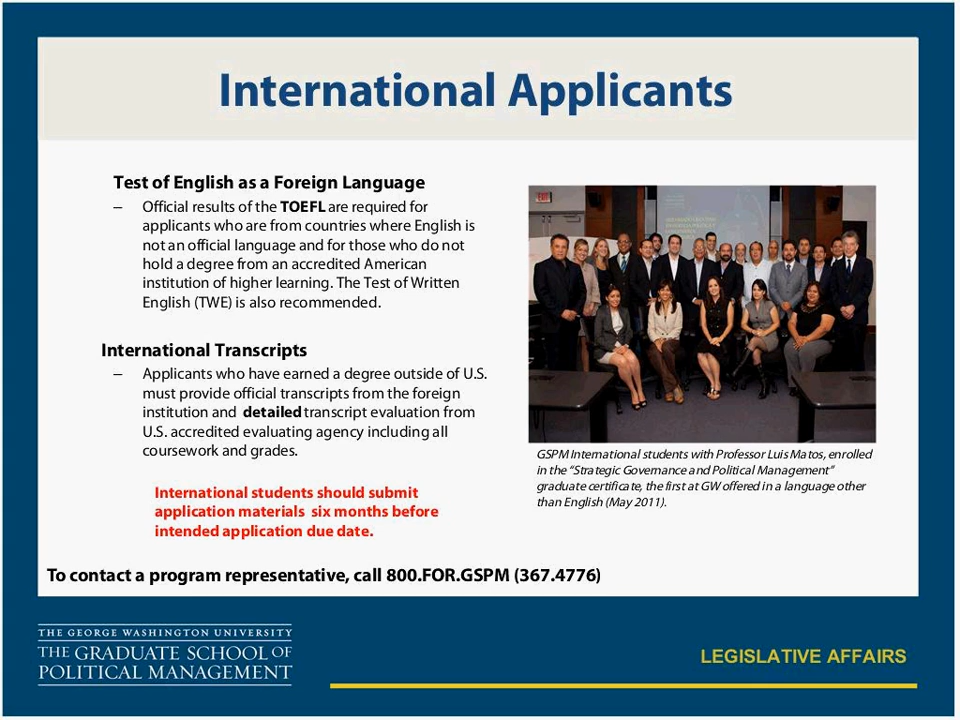 International Applicants
Test of English as a Foreign Language
– Official results of the TOEFL are required for
applicants who are from countries where English is
not an official language and for those who do not
hold a degree from an accredited American
institution of higher learning. The Test of Written
English (TWE) is also recommended.
International Transcripts
– Applicants who have earned a degree outside of U.S.
must provide official transcripts from the foreign
institution and detailed transcript evaluation from
U.S. accredited evaluating agency including all
coursework and grades.
International students should submit
application materials six months before
intended application due date.
EXIT
GSPM International students with Professor Luis Matos, enrolled
in the “Strategic Governance and Political Management”
graduate certificate, the first at GW offered in a language other
than English (May 2011).
To contact a program representative, call 800.FOR.GSPM (367.4776)
THE GEORGE WASHINGTON UNIVERSITY
THE GRADUATE SCHOOL OF
POLITICAL MANAGEMENT
LEGISLATIVE AFFAIRS